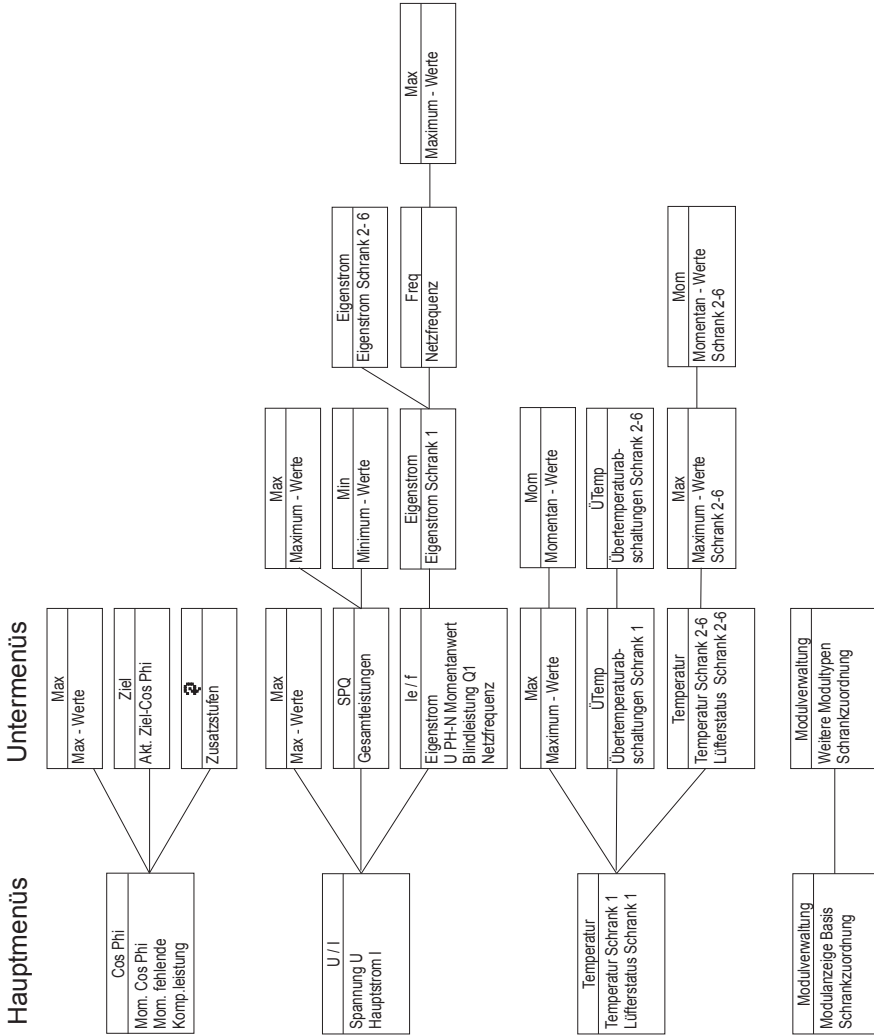 Hauptmenüs
Untermenüs
Cos Phi
Mom. Cos Phi
Mom. fehlende
Komp.leistung
Max
Max - Werte
Ziel
Akt. Ziel-Cos Phi
Zusatzstufen
U / I
Spannung U
Hauptstrom I
Max
Max - Werte
SPQ
Gesamtleistungen
Max
Maximum - Werte
Min
Minimum - Werte
Ie / f
Eigenstrom
U PH-N Momentanwert
Blindleistung Q1
Netzfrequenz
Eigenstrom
Eigenstrom Schrank 1
Eigenstrom
Eigenstrom Schrank 2- 6
Freq
Netzfrequenz
Max
Maximum - Werte
Temperatur
Temperatur Schrank 1
Lüfterstatus Schrank 1
Max
Maximum - Werte
Mom
Momentan - Werte
ÜTemp
Übertemperaturab-
schaltungen Schrank 1
ÜTemp
Übertemperaturab-
schaltungen Schrank 2-6
Temperatur
Temperatur Schrank 2-6
Lüfterstatus Schrank 2-6
Max
Maximum - Werte
Schrank 2-6
Mom
Momentan - Werte
Schrank 2-6
Modulverwaltung
Modulanzeige Basis
Schrankzuordnung
Modulverwaltung
Weitere Modultypen
Schrankzuordnung